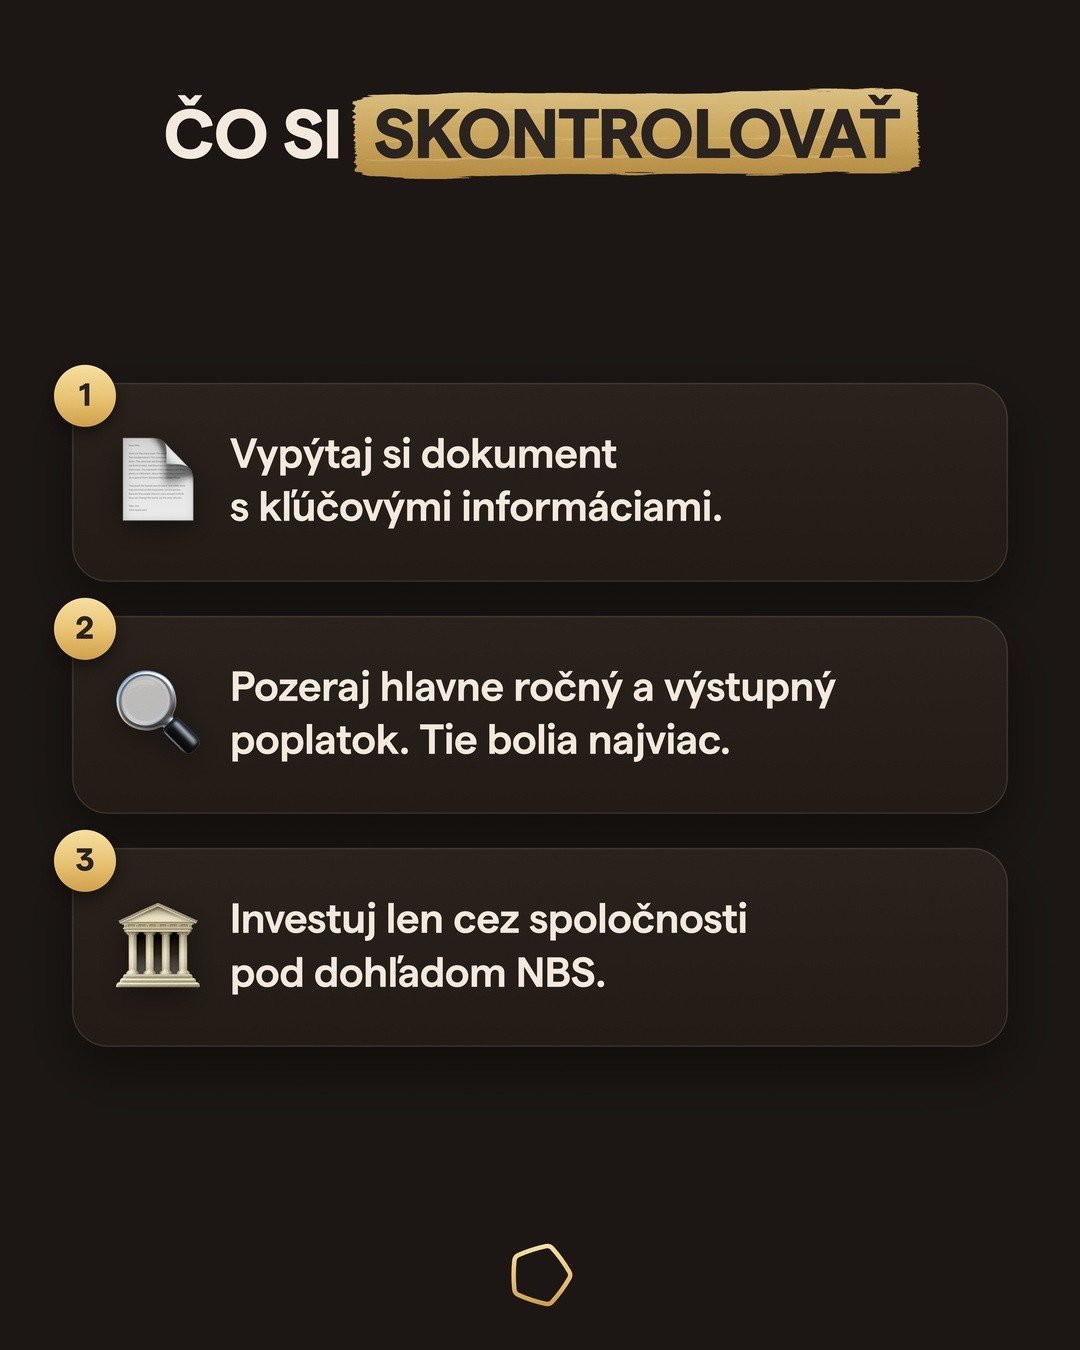 ČO SI SKONTROLOVAŤ
1
Vypýtaj si dokument
s kľúčovými informáciami.
2
Pozeraj hlavne ročný a výstupný
poplatok. Tie bolia najviac.
3
Investuj len cez spoločnosti
pod dohľadom NBS.